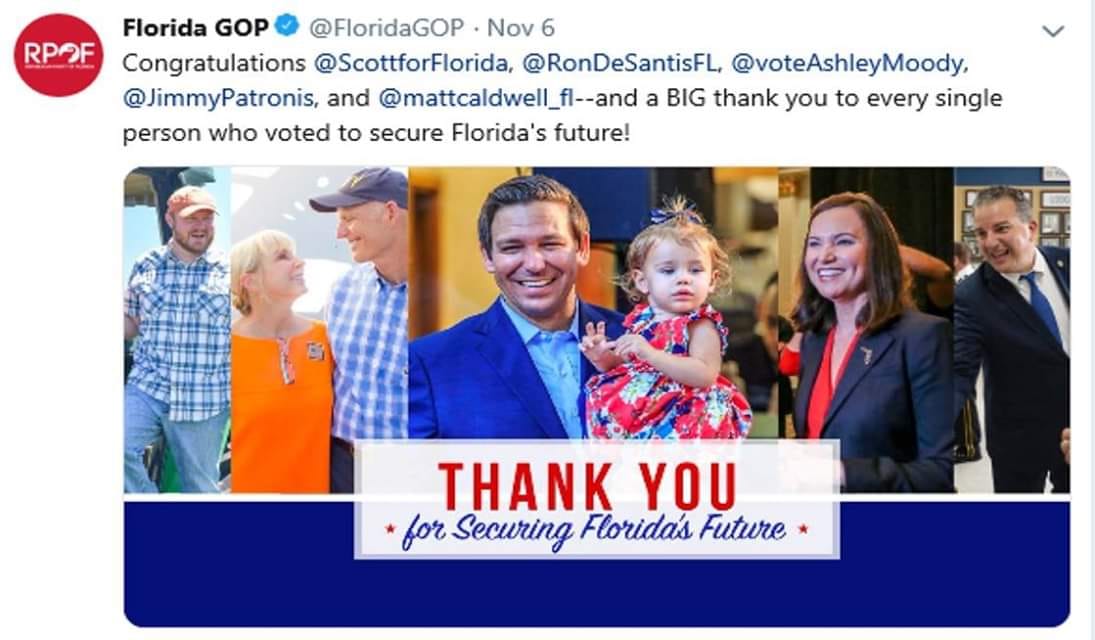 Florida GOP @FloridaGOP · Nov 6
RPOF
Congratulations @ScottforFlorida, @RonDeSantisFL, @voteAshleyMoody,
@JimmyPatronis, and @mattcaldwell_fl--and a BIG thank you to every single
person who voted to secure Florida's future!
THANK YOU
for Securing Florida's Future